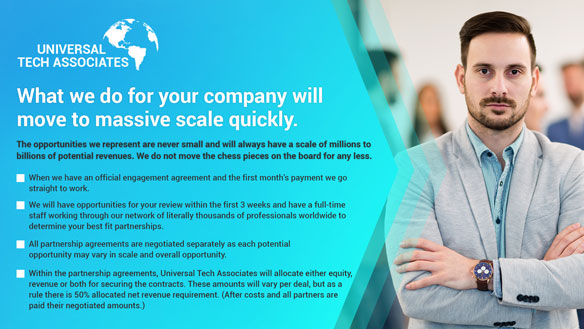 UNIVERSAL
TECH ASSOCIATES
What we do for your company will
move to massive scale quickly.
The opportunities we represent are never small and will always have a scale of millions to
billions of potential revenues. We do not move the chess pieces on the board for any less.
When we have an official engagement agreement and the first month's payment we go
straight to work.
We will have opportunities for your review within the first 3 weeks and have a full-time
staff working through our network of literally thousands of professionals worldwide to
determine your best fit partnerships.
All partnership agreements are negotiated separately as each potential
opportunity may vary in scale and overall opportunity.
Within the partnership agreements, Universal Tech Associates will allocate either equity,
revenue or both for securing the contracts. These amounts will vary per deal, but as a
rule there is 50% allocated net revenue requirement. (After costs and all partners are
paid their negotiated amounts.)